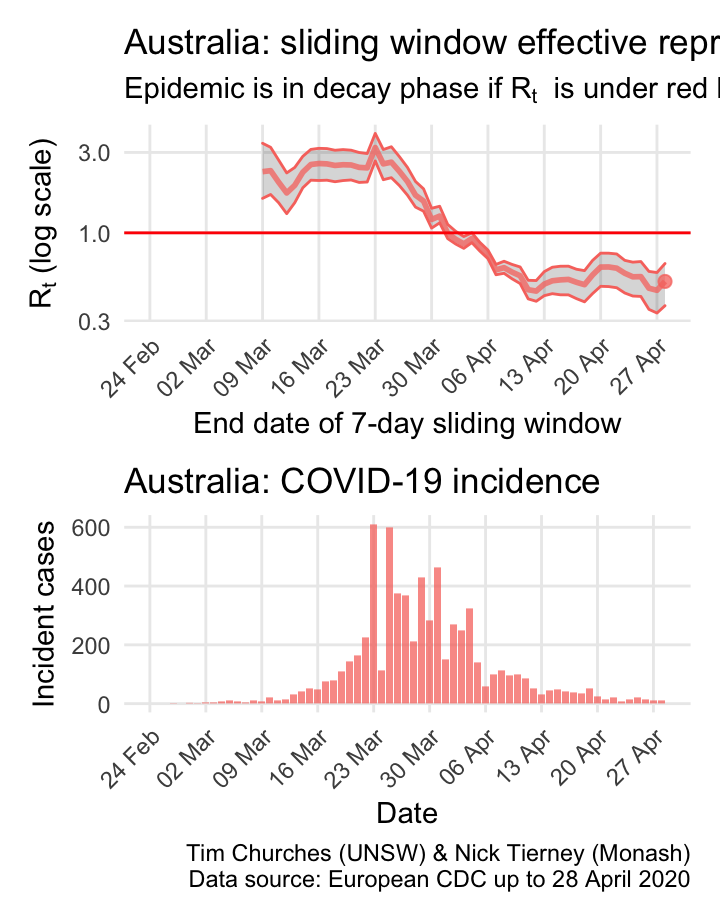 Australia: sliding window effective repr
Epidemic is in decay phase if Rt is under red
Rt (log scale)
3.0
1.0
0.3
24 Feb
02 Mar
09 Mar
16 Mar
23 Mar
30 Mar
06 Apr
13 Apr
20 Apr
27 Apr
End date of 7-day sliding window
Australia: COVID-19 incidence
Incident cases
600
400
200
0
24 Feb
02 Mar
09 Mar
16 Mar
23 Mar
30 Mar
06 Apr
13 Apr
20 Apr
27 Apr
Date
Tim Churches (UNSW) & Nick Tierney (Monash)
Data source: European CDC up to 28 April 2020